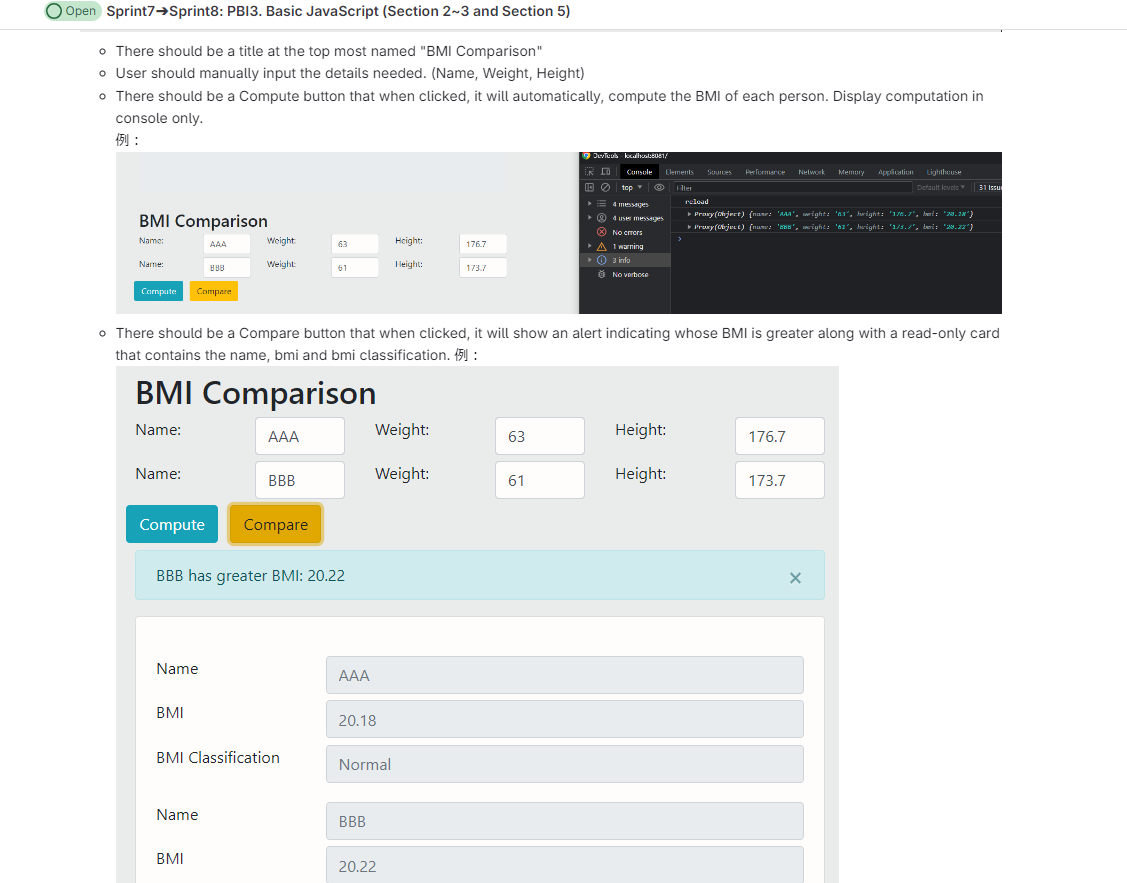 Open Sprint7→Sprint8: PBI3. Basic JavaScript (Section 2~3 and Section 5)
There should be a title at the top most named "BMI Comparison"
User should manually input the details needed. (Name, Weight, Height)
There should be a Compute button that when clicked, it will automatically, compute the BMI of each person. Display computation in
console only.
例：
DevTools - localhost:8081/
Console Elements Sources Performance Network Memory Application Lighthouse
top Filter Default levels 31 Issu
4 messages
4 user messages
No errors
1 warning
3 info
No verbose
reload
Proxy(Object) {name: 'AAA', weight: '63', height: '176.7', bmi: '20.18'}
Proxy(Object) {name: 'BBB', weight: '61', height: '173.7', bmi: '20.22'}
BMI Comparison
Name: AAA Weight: 63 Height: 176.7
Name: BBB Weight: 61 Height: 173.7
Compute Compare
There should be a Compare button that when clicked, it will show an alert indicating whose BMI is greater along with a read-only card
that contains the name, bmi and bmi classification. 例：
BMI Comparison
Name: AAA Weight: 63 Height: 176.7
Name: BBB Weight: 61 Height: 173.7
Compute Compare
BBB has greater BMI: 20.22 ×
Name AAA
BMI 20.18
BMI Classification Normal
Name BBB
BMI 20.22